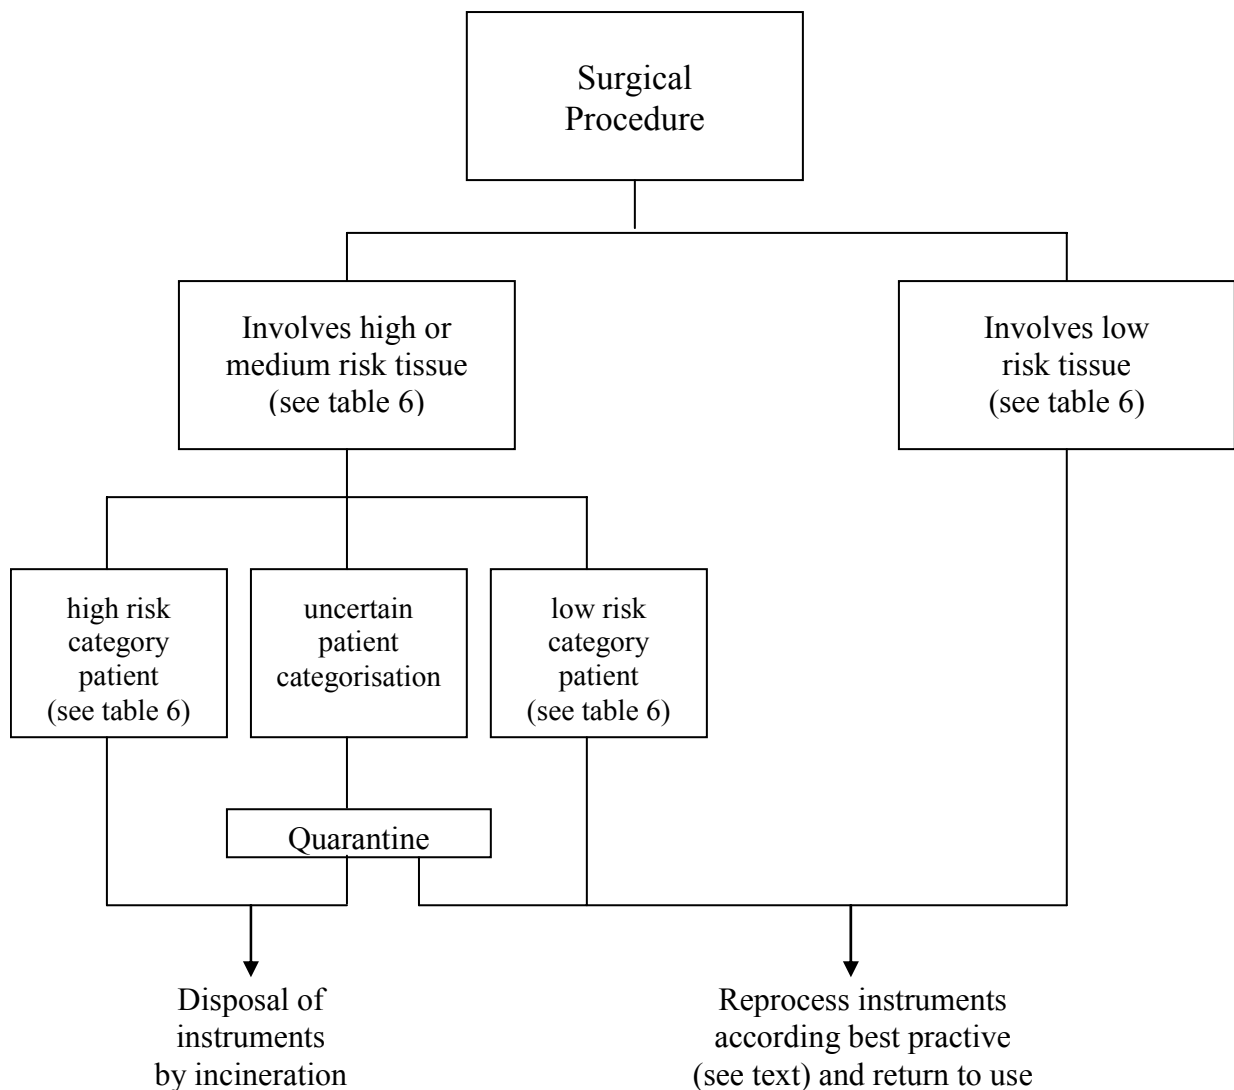 Surgical
Procedure
Involves high or
medium risk tissue
(see table 6)
Involves low
risk tissue
(see table 6)
high risk
category
patient
(see table 6)
uncertain
patient
categorisation
low risk
category
patient
(see table 6)
Quarantine
Disposal of
instruments
by incineration
Reprocess instruments
according best practive
(see text) and return to use